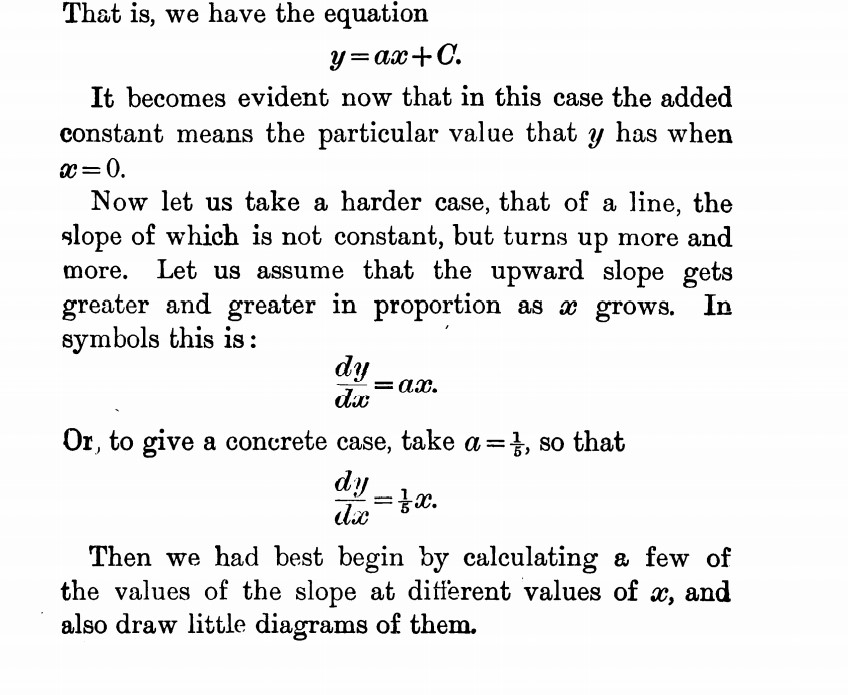 That is, we have the equation
y=ax+C.
It becomes evident now that in this case the added
constant means the particular value that y has when
x=0.
Now let us take a harder case, that of a line, the
slope of which is not constant, but turns up more and
more. Let us assume that the upward slope gets
greater and greater in proportion as x grows. In
symbols this is:
dy/dx=ax.
Or, to give a concrete case, take a=1/5, so that
dy/dx=1/5x.
Then we had best begin by calculating a few of
the values of the slope at different values of x, and
also draw little diagrams of them.